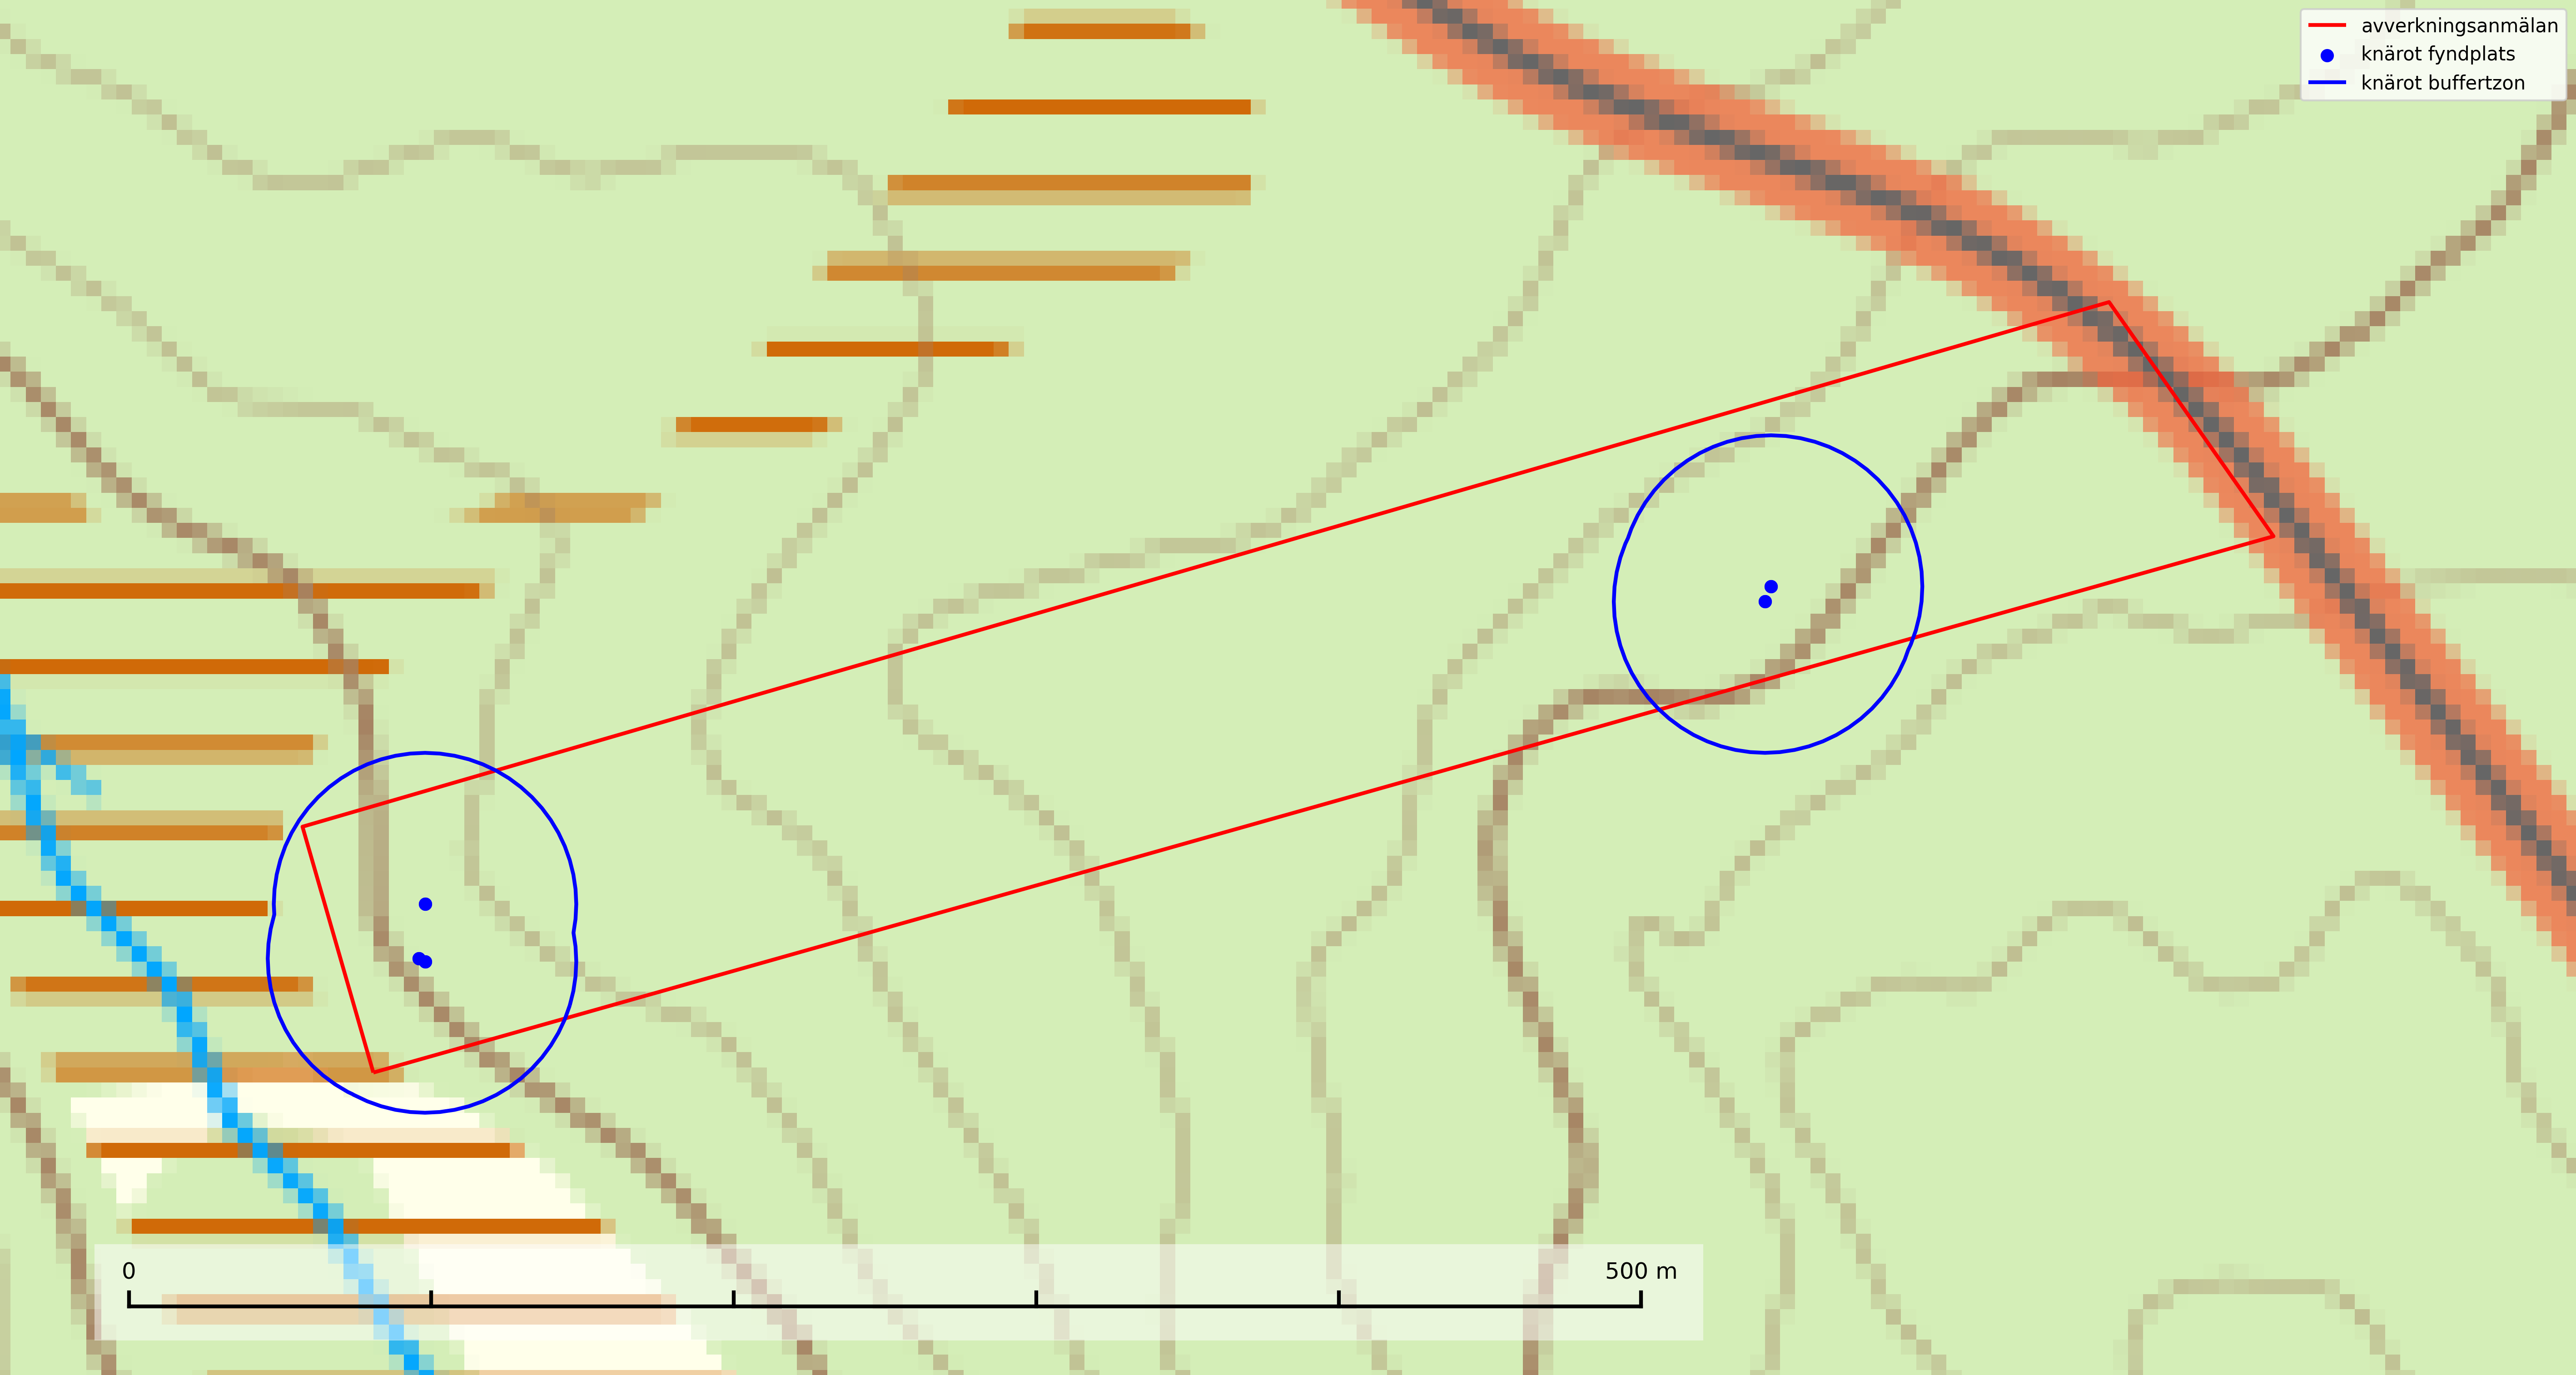 avverkningsanmälan
knärot fyndplats
knärot buffertzon
0 500 m